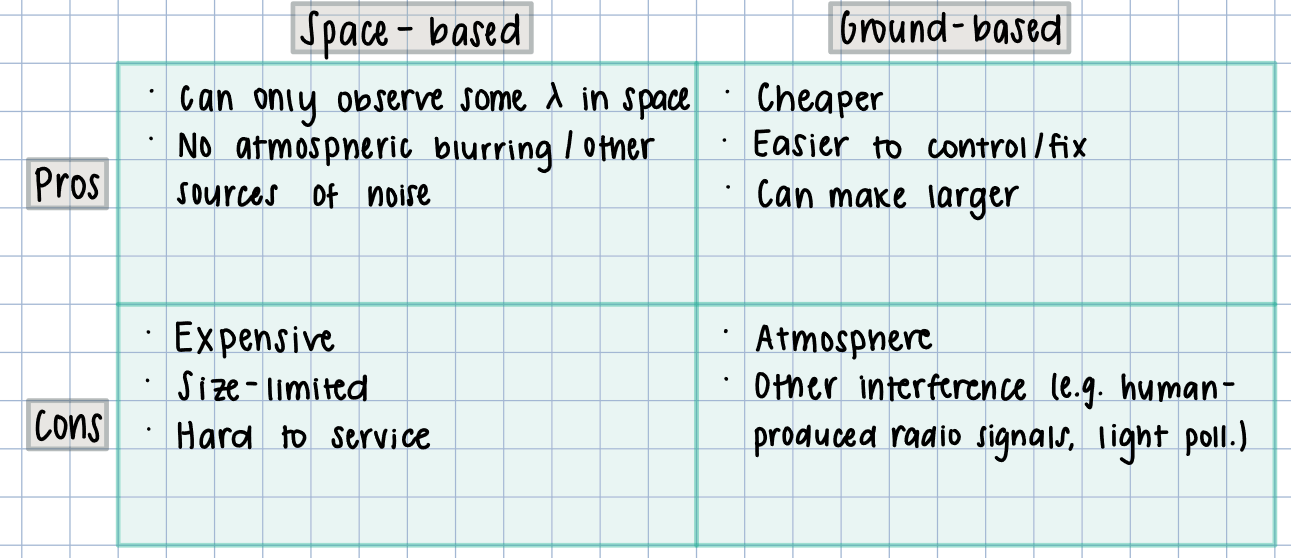 Space-based
Ground-based
Pros
· Can only observe some λ in space
· No atmospheric blurring/other
sources of noise
· Cheaper
· Easier to control/fix
· Can make larger
Cons
· Expensive
· Size-limited
· Hard to service
· Atmosphere
· Other interference (e.g. human-
produced radio signals, light poll.)